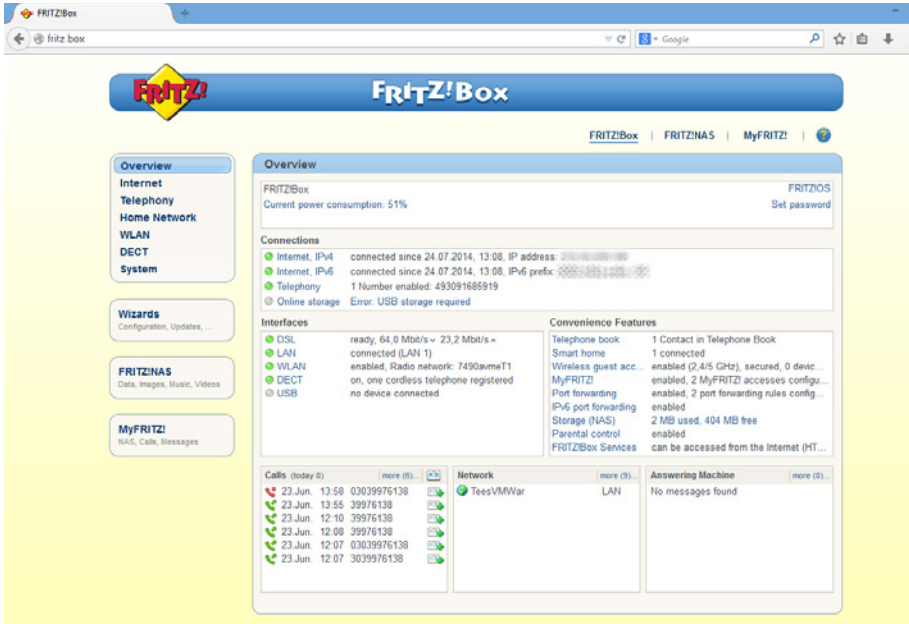 FRITZ!Box
fritz.box
Google
FRITZ!
FRITZ!Box
FRITZ!Box | FRITZ!NAS | MyFRITZ! | ?
Overview
Internet
Telephony
Home Network
WLAN
DECT
System
Wizards
Configuration, Updates, ...
FRITZ!NAS
Data, Images, Music, Videos
MyFRITZ!
NAS, Calls, Messages
Overview
FRITZ!Box FRITZ!OS
Current power consumption: 51% Set password
Connections
Internet, IPv4 connected since 24.07.2014, 13:08, IP address:
Internet, IPv6 connected since 24.07.2014, 13:08, IPv6 prefix:
Telephony 1 Number enabled: 493091685919
Online storage Error: USB storage required
Interfaces
DSL ready, 64,0 Mbit/s 23,2 Mbit/s
LAN connected (LAN 1)
WLAN enabled, Radio network: 7490avmeT1
DECT on, one cordless telephone registered
USB no device connected
Convenience Features
Telephone book 1 Contact in Telephone Book
Smart home 1 connected
Wireless guest acc... enabled (2,4/5 GHz), secured, 0 devic...
MyFRITZ! enabled, 2 MyFRITZ! accesses configu...
Port forwarding enabled, 2 port forwarding rules config...
IPv6 port forwarding enabled
Storage (NAS) 2 MB used, 404 MB free
Parental control enabled
FRITZ!Box Services can be accessed from the Internet (HT...
Calls (today 0) more (6)...
23.Jun. 13:58 03039976138
23.Jun. 13:55 39976138
23.Jun. 12:10 39976138
23.Jun. 12:08 39976138
23.Jun. 12:07 03039976138
23.Jun. 12:07 3039976138
Network more (9)...
TeesVMWar LAN
Answering Machine more (0)...
No messages found